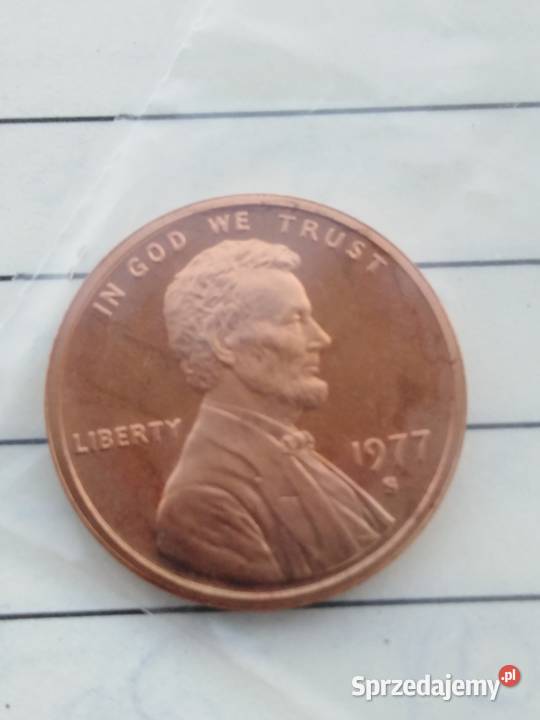 IN GOD WE TRUST
LIBERTY
1977
S
Sprzedajemy.pl